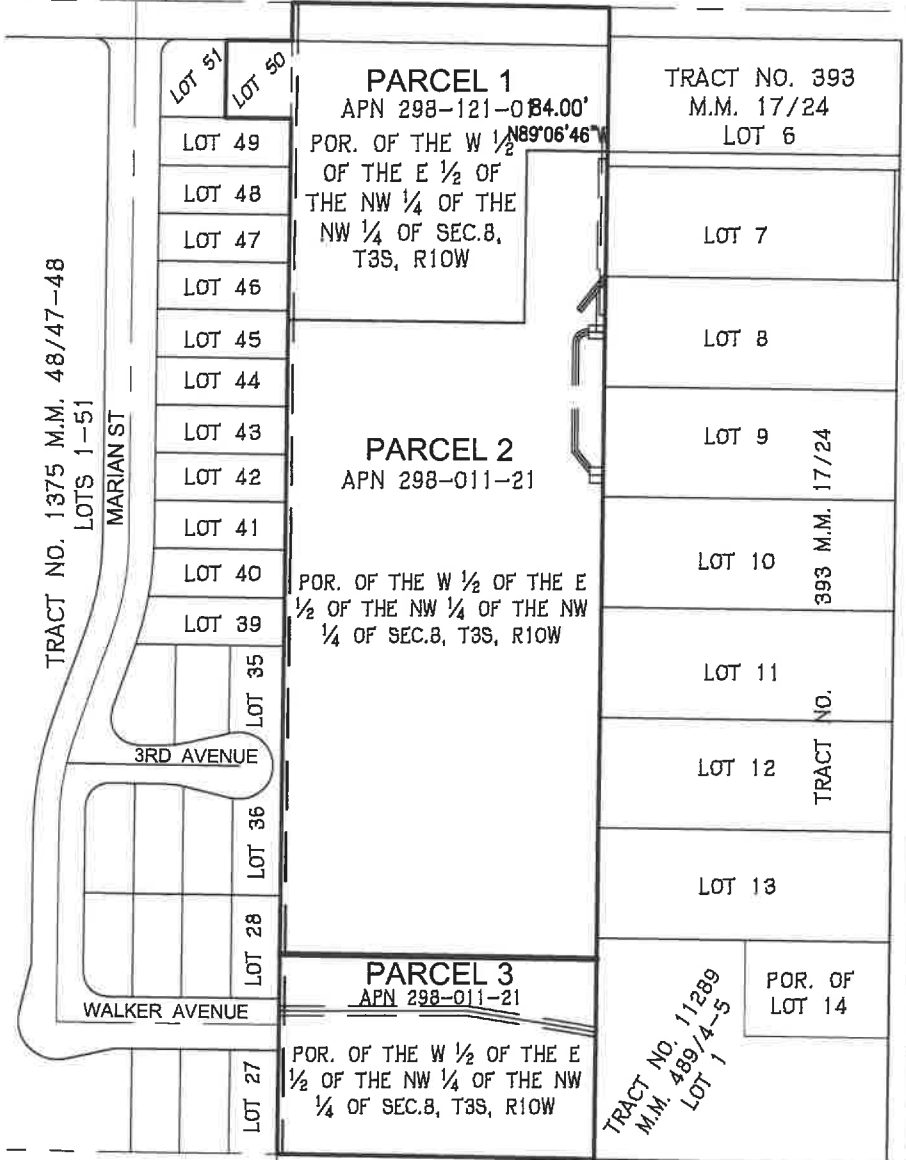 LOT 51
LOT 50
LOT 49
LOT 48
LOT 47
LOT 46
LOT 45
LOT 44
LOT 43
LOT 42
LOT 41
LOT 40
LOT 39
LOT 35
LOT 36
LOT 28
LOT 27
TRACT NO. 1375 M.M. 48/47-48
LOTS 1-51
MARIAN ST
3RD AVENUE
WALKER AVENUE
PARCEL 1
APN 298-121-0
84.00'
N89°06'46"W
POR. OF THE W ½
OF THE E ½ OF
THE NW ¼ OF THE
NW ¼ OF SEC.8,
T3S, R10W
PARCEL 2
APN 298-011-21
POR. OF THE W ½ OF THE E
½ OF THE NW ¼ OF THE NW
¼ OF SEC.8, T3S, R10W
PARCEL 3
APN 298-011-21
POR. OF THE W ½ OF THE E
½ OF THE NW ¼ OF THE NW
¼ OF SEC.8, T3S, R10W
TRACT NO. 393
M.M. 17/24
LOT 6
LOT 7
LOT 8
LOT 9
LOT 10
LOT 11
LOT 12
LOT 13
TRACT NO. 393 M.M. 17/24
POR. OF
LOT 14
TRACT NO. 11289
M.M. 489/4-5
LOT 1